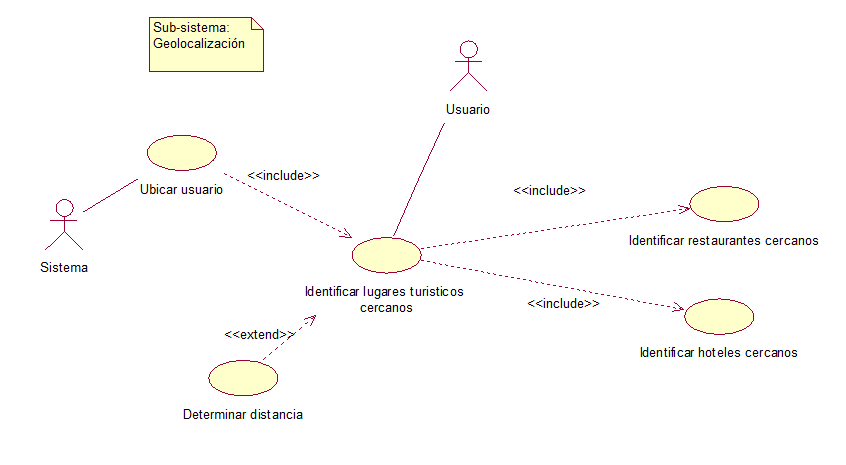 Sub-sistema:
Geolocalización
Usuario
<<include>>
Ubicar usuario
<<include>>
Identificar restaurantes cercanos
Sistema
Identificar lugares turisticos
cercanos
<<include>>
<<extend>>
Identificar hoteles cercanos
Determinar distancia